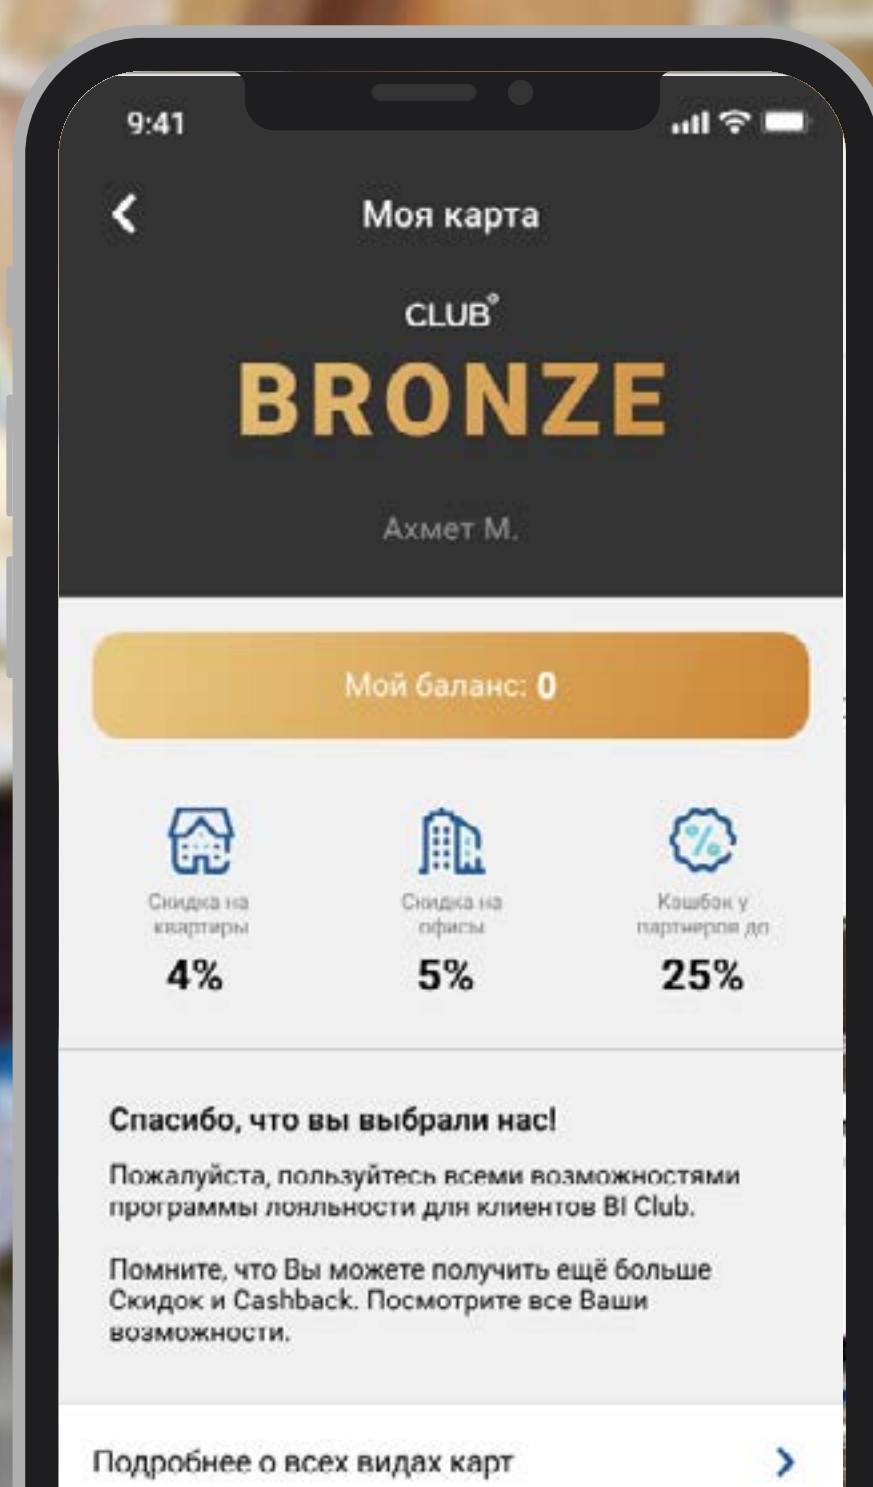 9:41
Моя карта
CLUB
BRONZE
Ахмет М.
Мой баланс: 0
Скидка на
квартиры
4%
Скидка на
офисы
5%
Кэшбэк у
партнеров до
25%
Спасибо, что вы выбрали нас!
Пожалуйста, пользуйтесь всеми возможностями
программы лояльности для клиентов BI Club.
Помните, что Вы можете получить ещё больше
Скидок и Cashback. Посмотрите все Ваши
возможности.
Подробнее о всех видах карт